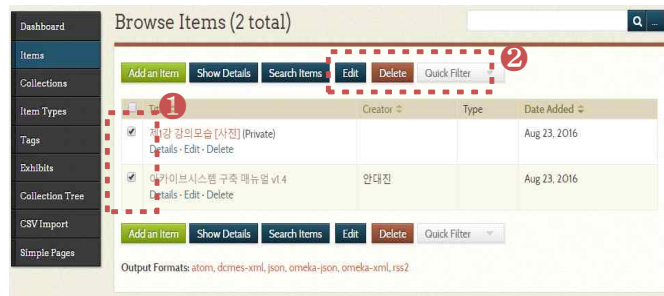 Dashboard
Items
Collections
Item Types
Tags
Exhibits
Collection Tree
CSV Import
Simple Pages
Browse Items (2 total)
...
Add an Item Show Details Search Items Edit Delete Quick Filter
2
1
Creator Type Date Added
제1강 강의모습 [사진] (Private) Aug 23, 2016
Details · Edit · Delete
아카이브시스템 구축 매뉴얼 v1.4 안대진 Aug 23, 2016
Details · Edit · Delete
Add an Item Show Details Search Items Edit Delete Quick Filter
Output Formats: atom, dcmes-xml, json, omeka-json, omeka-xml, rss2